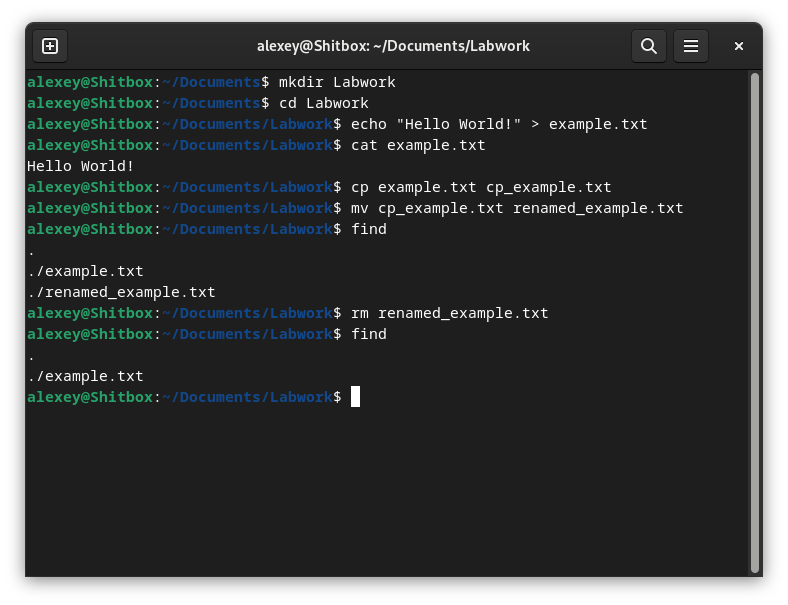 alexey@Shitbox: ~/Documents/Labwork
alexey@Shitbox:~/Documents$ mkdir Labwork
alexey@Shitbox:~/Documents$ cd Labwork
alexey@Shitbox:~/Documents/Labwork$ echo "Hello World!" > example.txt
alexey@Shitbox:~/Documents/Labwork$ cat example.txt
Hello World!
alexey@Shitbox:~/Documents/Labwork$ cp example.txt cp_example.txt
alexey@Shitbox:~/Documents/Labwork$ mv cp_example.txt renamed_example.txt
alexey@Shitbox:~/Documents/Labwork$ find
.
./example.txt
./renamed_example.txt
alexey@Shitbox:~/Documents/Labwork$ rm renamed_example.txt
alexey@Shitbox:~/Documents/Labwork$ find
.
./example.txt
alexey@Shitbox:~/Documents/Labwork$